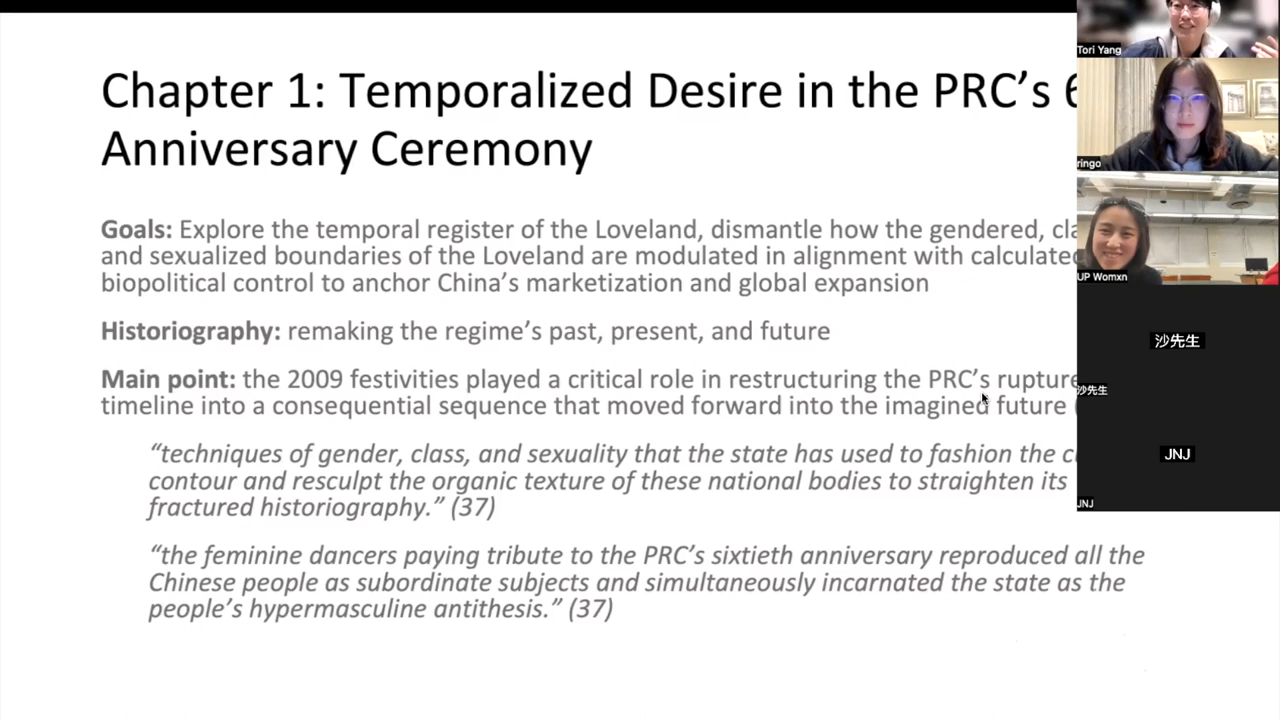 Chapter 1: Temporalized Desire in the PRC’s 6
Anniversary Ceremony
Goals: Explore the temporal register of the Loveland, dismantle how the gendered,
and sexualized boundaries of the Loveland are modulated in alignment with calculated
biopolitical control to anchor China’s marketization and global expansion
Historiography: remaking the regime’s past, present, and future
Main point: the 2009 festivities played a critical role in restructuring the PRC’s rupture
timeline into a consequential sequence that moved forward into the imagined future (
“techniques of gender, class, and sexuality that the state has used to fashion the
contour and resculpt the organic texture of these national bodies to straighten its
fractured historiography.” (37)
“the feminine dancers paying tribute to the PRC’s sixtieth anniversary reproduced all the
Chinese people as subordinate subjects and simultaneously incarnated the state as the
people’s hypermasculine antithesis.” (37)
Tori Yang
ringo
UP Womxn
沙先生
沙先生
JNJ
JNJ